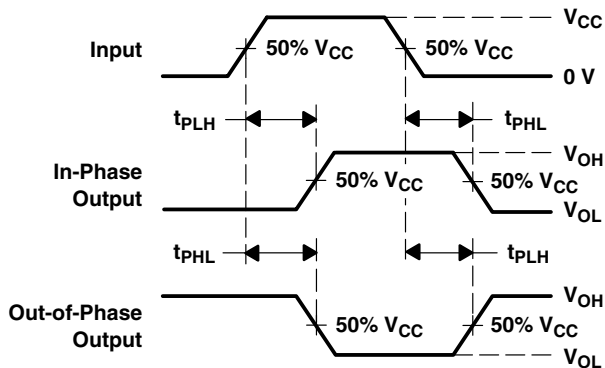 V_CC
Input
50% V_CC
50% V_CC
0 V
t_PLH
t_PHL
In-Phase
Output
V_OH
50% V_CC
50% V_CC
V_OL
t_PHL
t_PLH
Out-of-Phase
Output
V_OH
50% V_CC
50% V_CC
V_OL